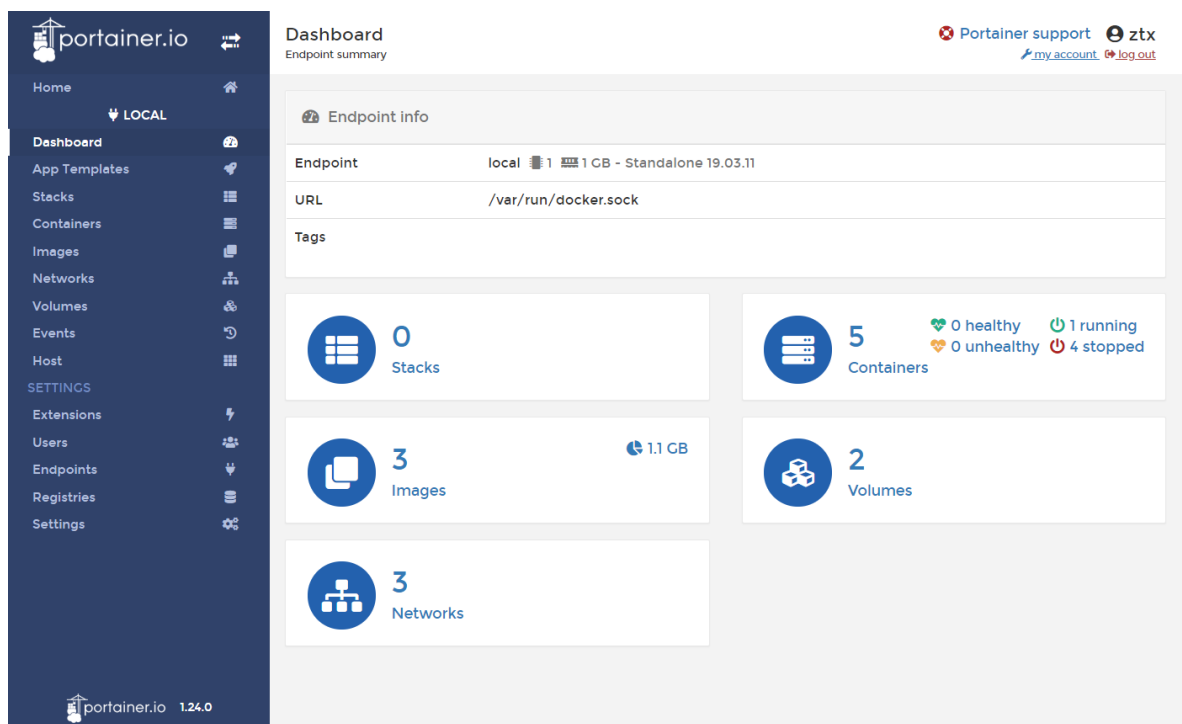 portainer.io
Home
LOCAL
Dashboard
App Templates
Stacks
Containers
Images
Networks
Volumes
Events
Host
SETTINGS
Extensions
Users
Endpoints
Registries
Settings
portainer.io 1.24.0
Dashboard
Endpoint summary
Portainer support ztx
my account log out
Endpoint info
Endpoint local 1 1 GB - Standalone 19.03.11
URL /var/run/docker.sock
Tags
0
Stacks
5
Containers
0 healthy 1 running
0 unhealthy 4 stopped
3
Images
1.1 GB
2
Volumes
3
Networks